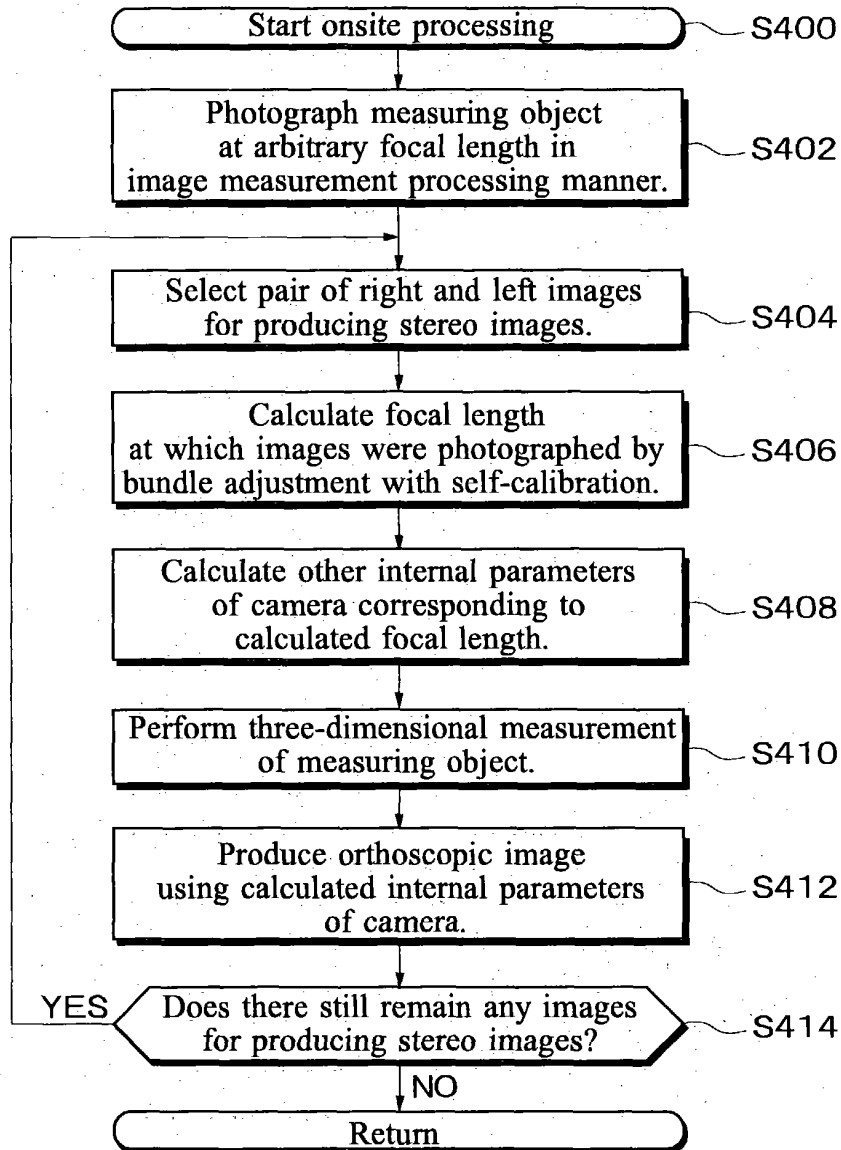 Start onsite processing
S400
Photograph measuring object
at arbitrary focal length in
image measurement processing manner.
S402
Select pair of right and left images
for producing stereo images.
S404
Calculate focal length
at which images were photographed by
bundle adjustment with self-calibration.
S406
Calculate other internal parameters
of camera corresponding to
calculated focal length.
S408
Perform three-dimensional measurement
of measuring object.
S410
Produce orthoscopic image
using calculated internal parameters
of camera.
S412
YES
Does there still remain any images
for producing stereo images?
S414
NO
Return